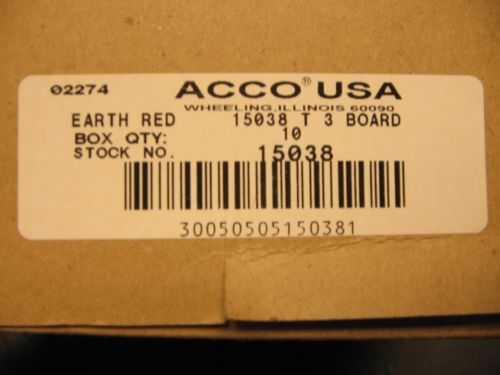 02274 ACCO® USA
WHEELING, ILLINOIS 60090
EARTH RED 15038 T 3 BOARD
BOX QTY: 10
STOCK NO. 15038
30050505150381